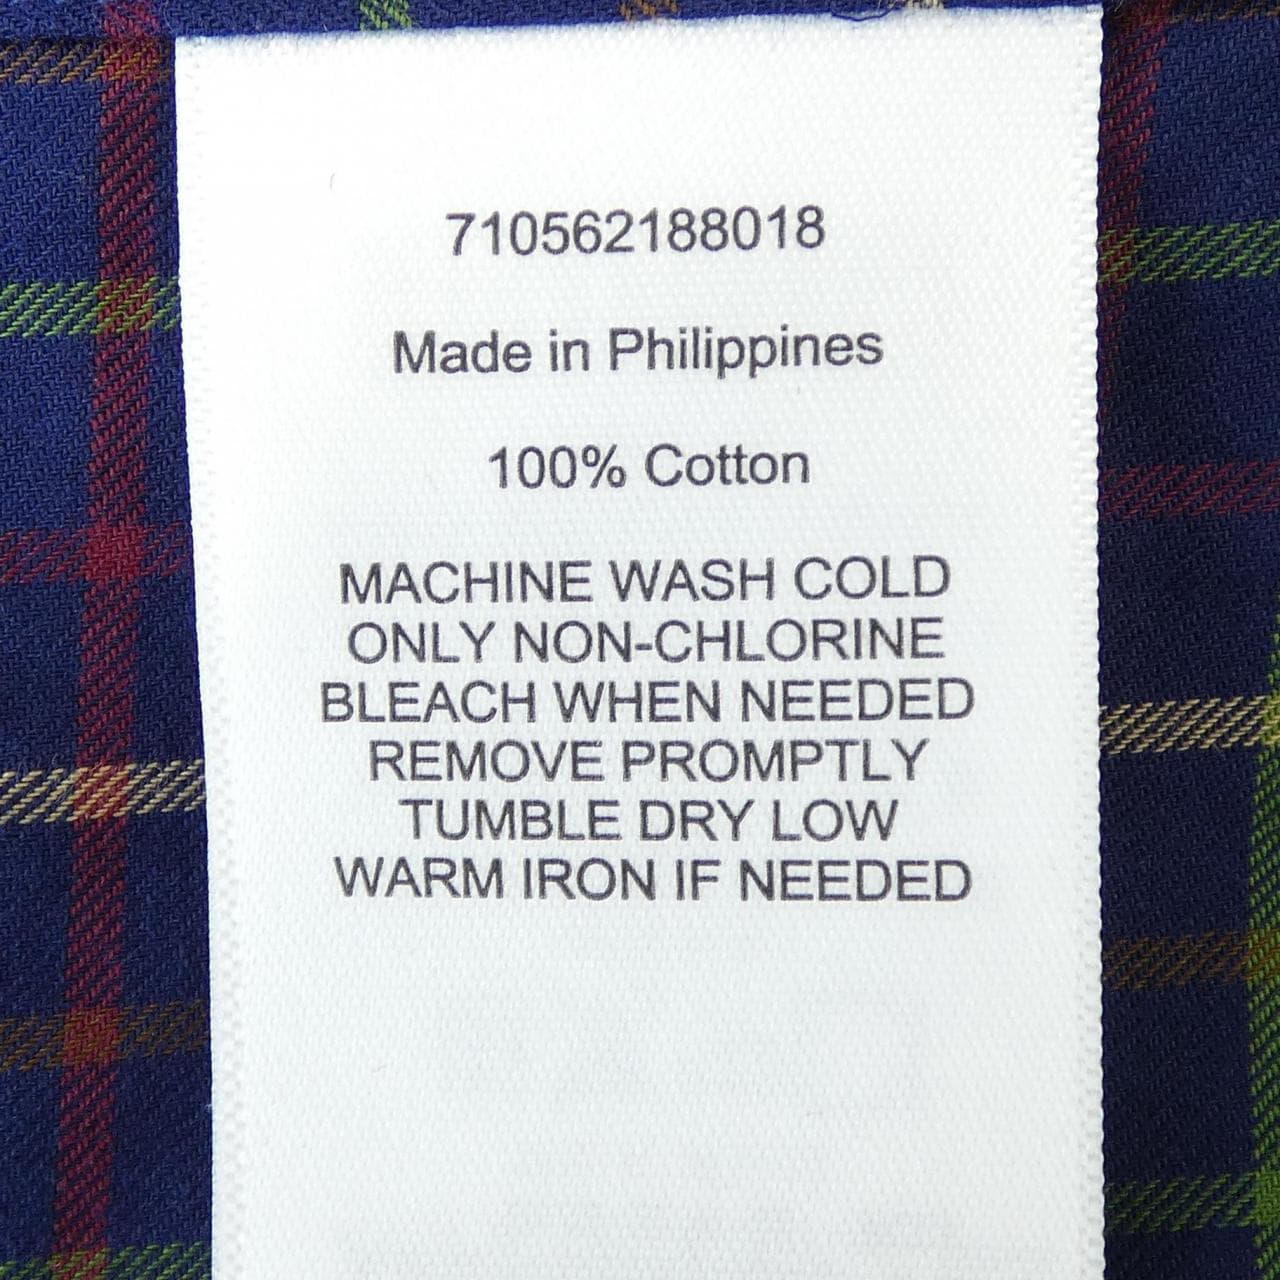 710562188018
Made in Philippines
100% Cotton
MACHINE WASH COLD
ONLY NON-CHLORINE
BLEACH WHEN NEEDED
REMOVE PROMPTLY
TUMBLE DRY LOW
WARM IRON IF NEEDED